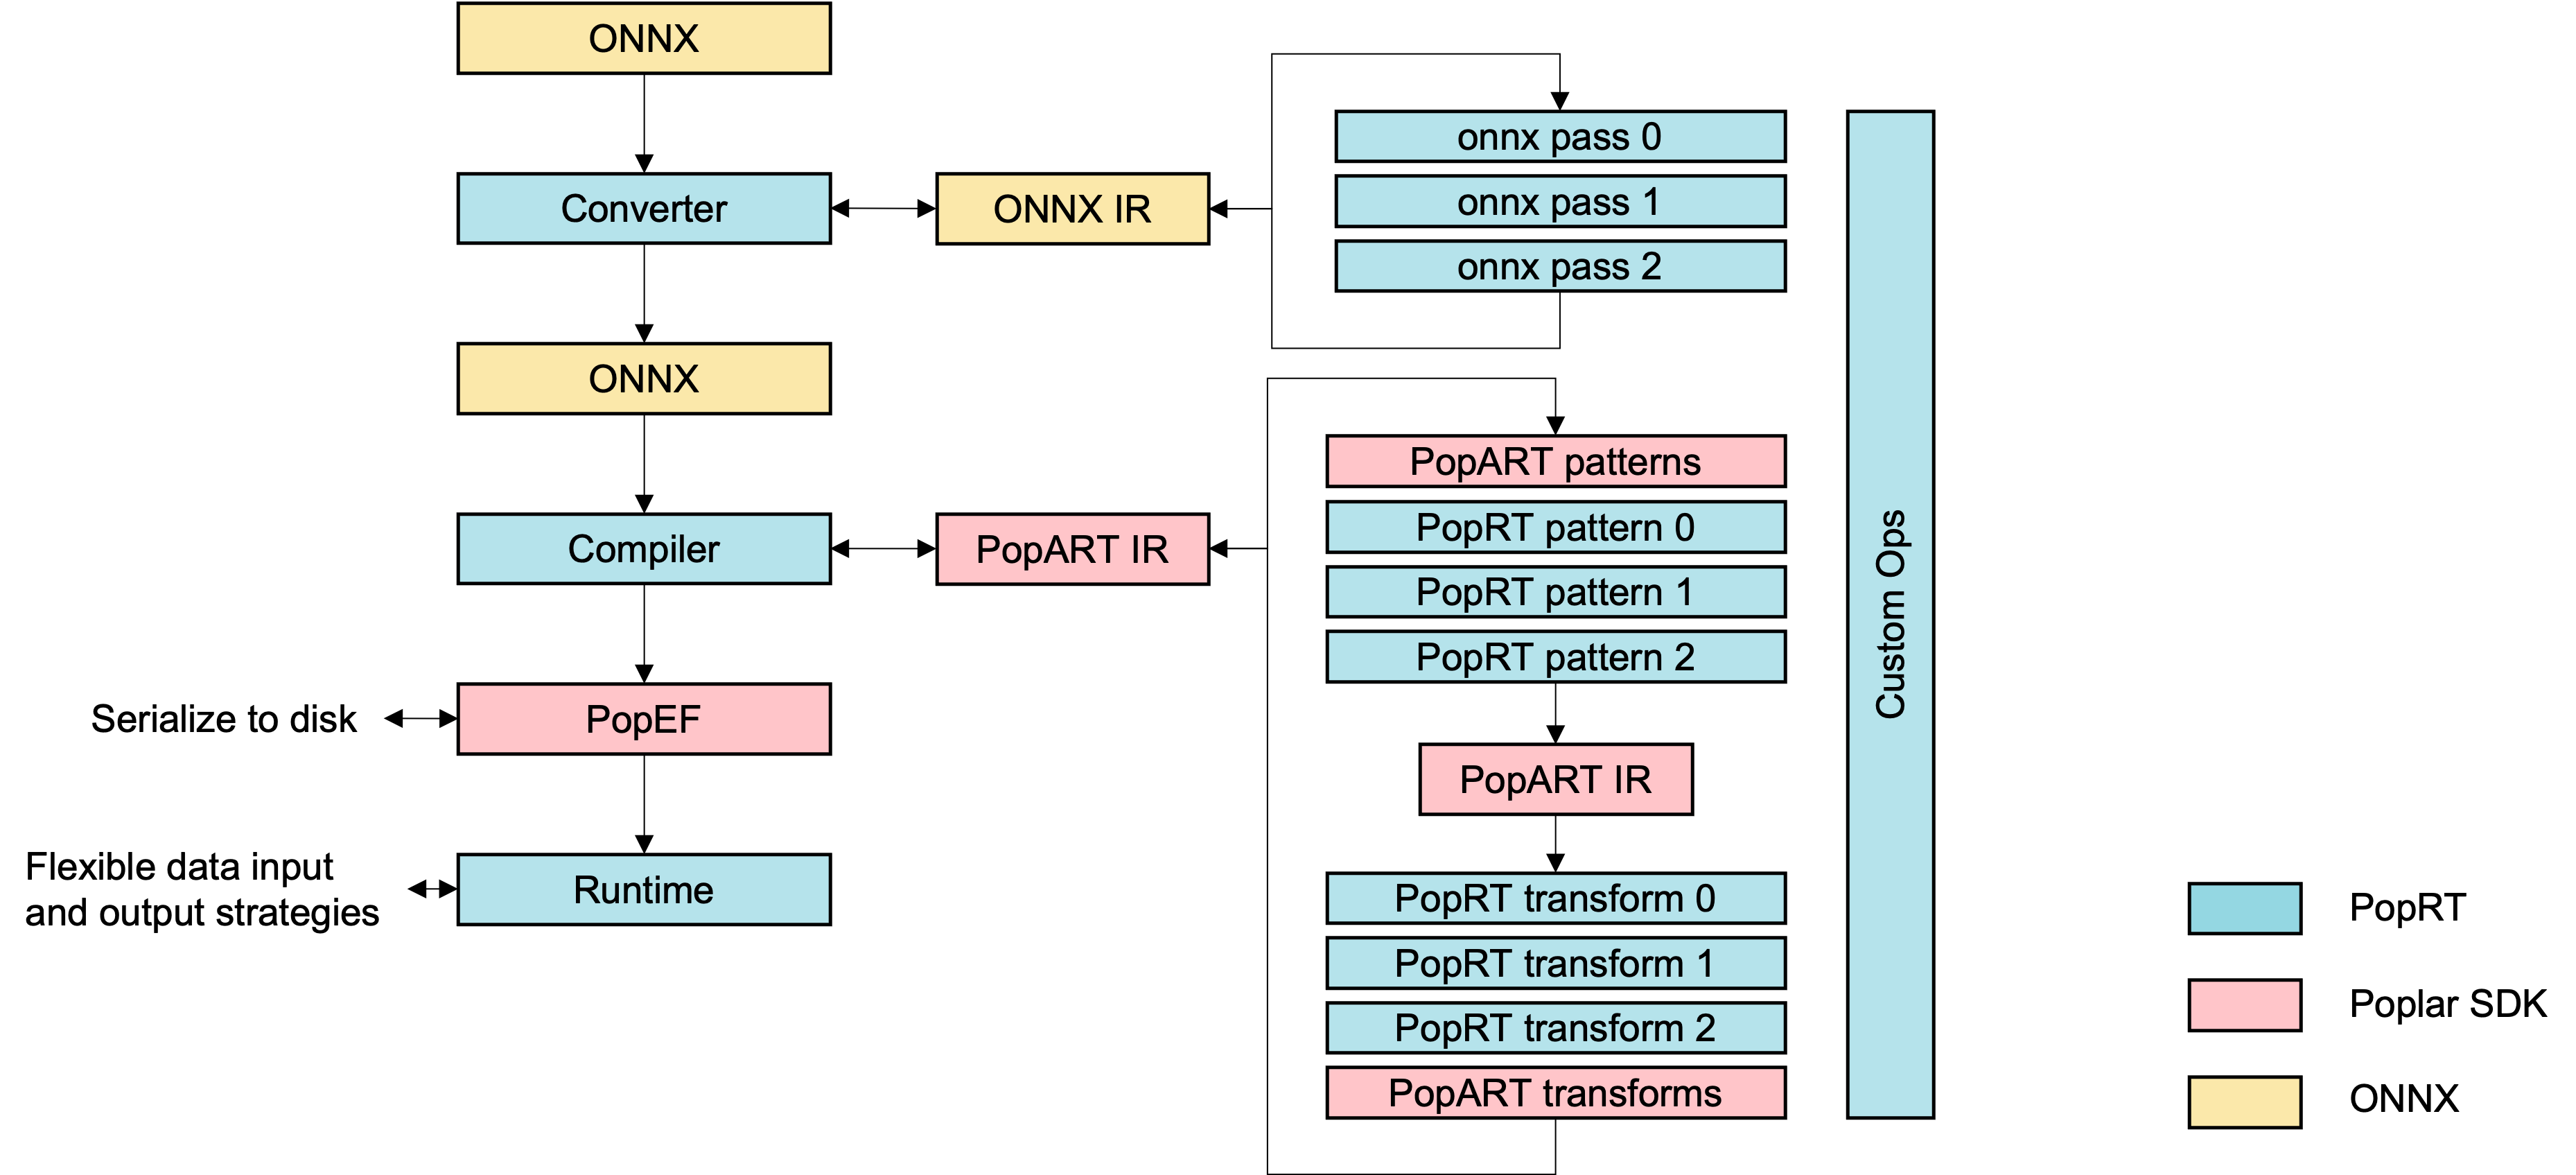 ONNX
Converter
ONNX IR
onnx pass 0
onnx pass 1
onnx pass 2
ONNX
Compiler
PopART IR
PopART patterns
PopRT pattern 0
PopRT pattern 1
PopRT pattern 2
PopART IR
PopRT transform 0
PopRT transform 1
PopRT transform 2
PopART transforms
Custom Ops
Serialize to disk
PopEF
Flexible data input
and output strategies
Runtime
PopRT
Poplar SDK
ONNX